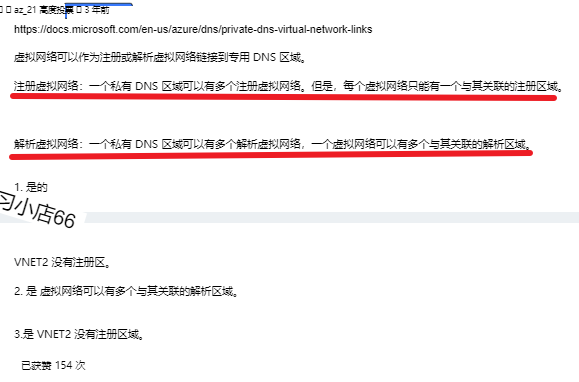 az_21 高度投票 3 年前
https://docs.microsoft.com/en-us/azure/dns/private-dns-virtual-network-links
虚拟网络可以作为注册或解析虚拟网络链接到专用 DNS 区域。
注册虚拟网络：一个私有 DNS 区域可以有多个注册虚拟网络。但是，每个虚拟网络只能有一个与其关联的注册区域。
解析虚拟网络：一个私有 DNS 区域可以有多个解析虚拟网络，一个虚拟网络可以有多个与其关联的解析区域。
1. 是的
习小店66
VNET2 没有注册区。
2. 是 虚拟网络可以有多个与其关联的解析区域。
3.是 VNET2 没有注册区域。
已获赞 154 次